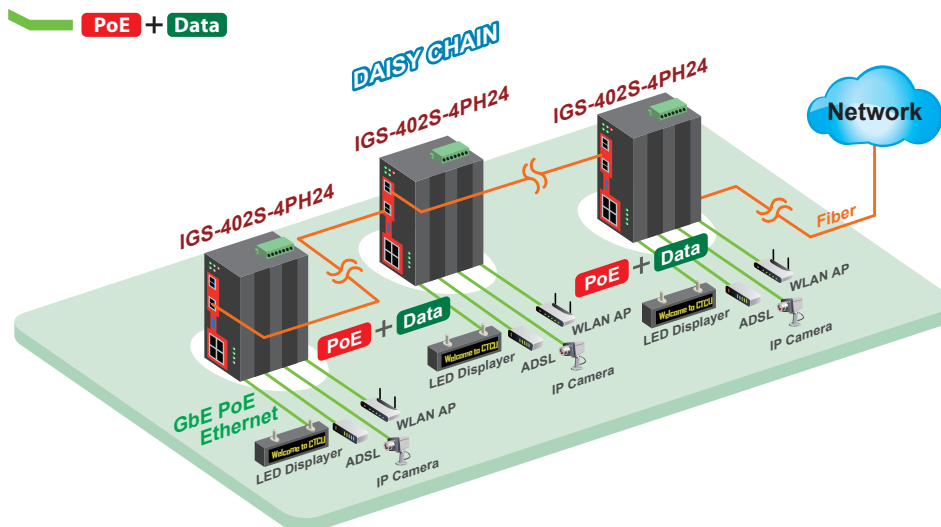 PoE + Data
DAISY CHAIN
IGS-402S-4PH24
IGS-402S-4PH24
IGS-402S-4PH24
Network
Fiber
PoE + Data
PoE + Data
GbE PoE
Ethernet
Welcome to CTCU
LED Displayer
ADSL
WLAN AP
IP Camera
Welcome to CTCU
LED Displayer
ADSL
WLAN AP
IP Camera
Welcome to CTCU
LED Displayer
ADSL
WLAN AP
IP Camera